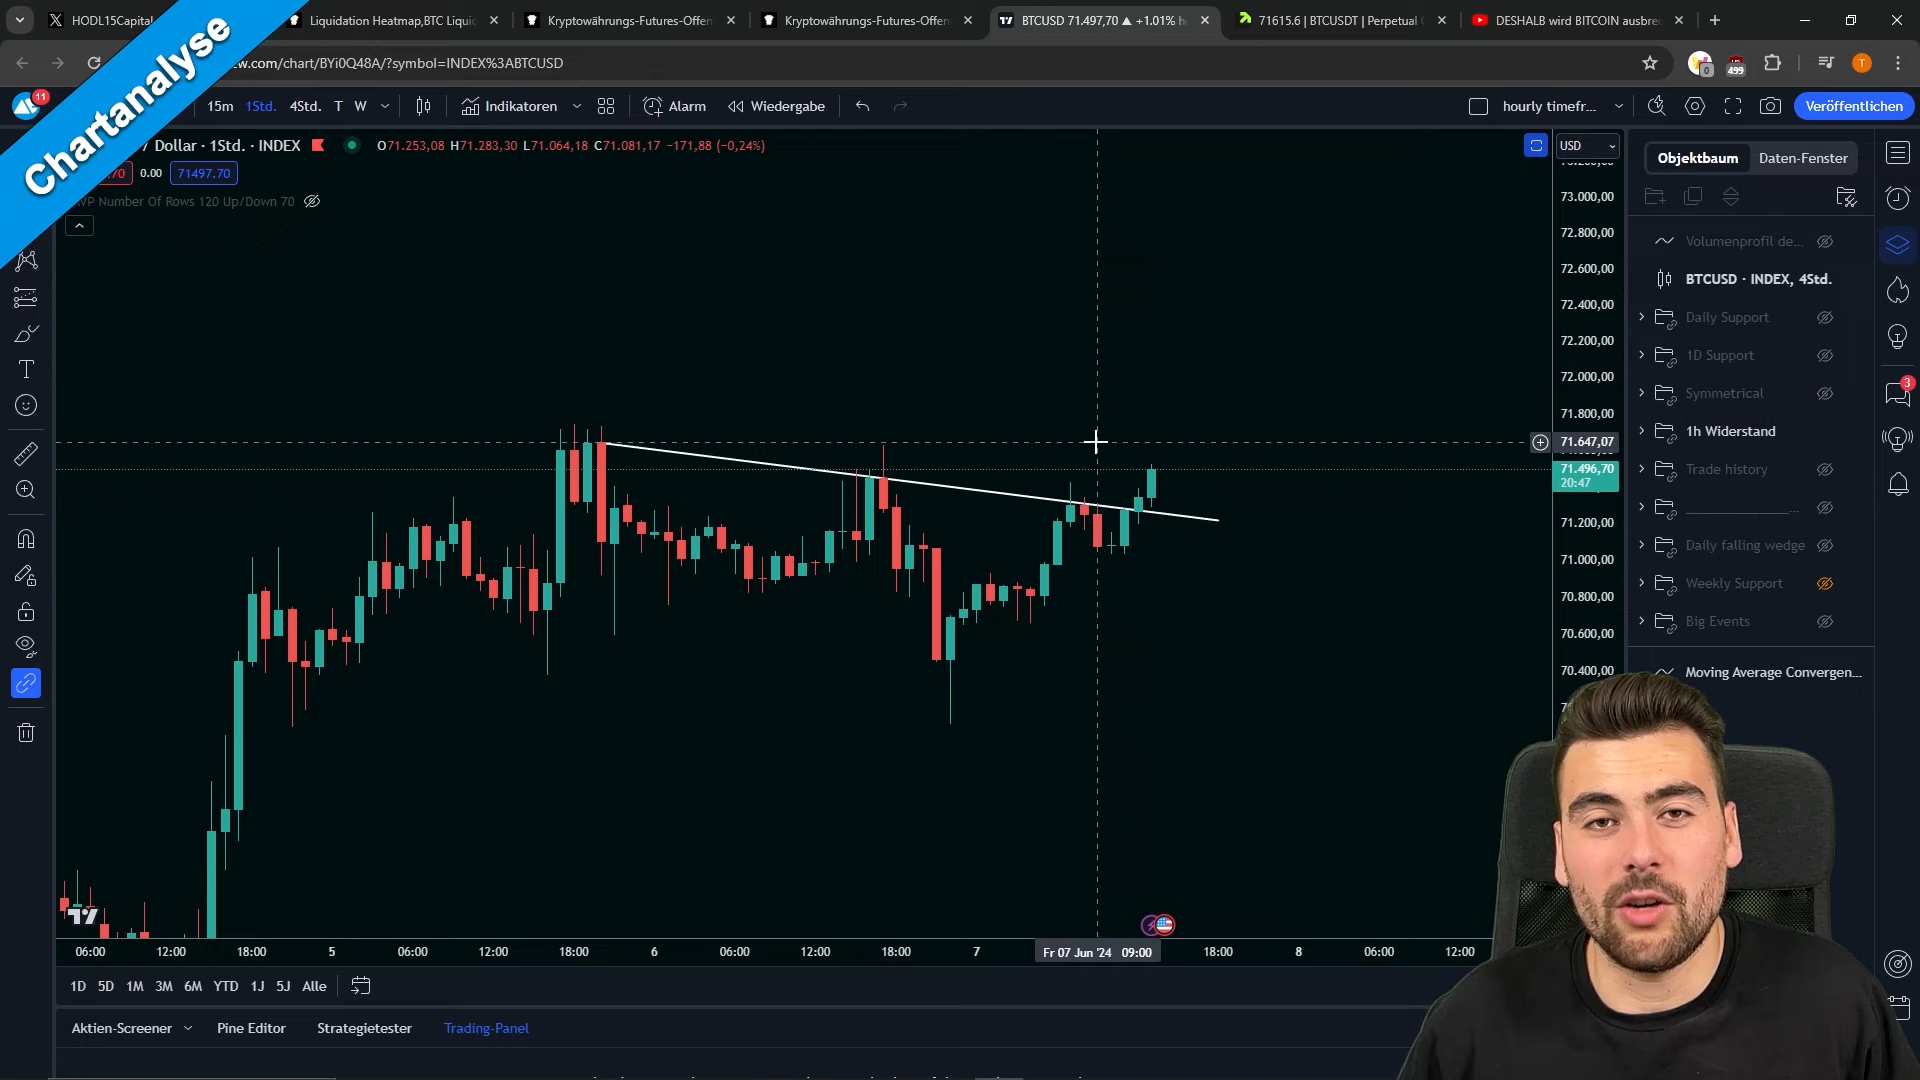 Chartanalyse
HODL15Capital
Liquidation Heatmap,BTC Liquid
Kryptowährungs-Futures-Offen
Kryptowährungs-Futures-Offen
BTCUSD 71.497,70 ▲ +1.01%
71615.6 | BTCUSDT | Perpetual
DESHALB wird BITCOIN ausbre
.com/chart/BYi0Q48A/?symbol=INDEX%3ABTCUSD
0
499
T
11
15m
1Std.
4Std.
T
W
Indikatoren
Alarm
Wiedergabe
hourly timefr...
Veröffentlichen
Dollar · 1Std. · INDEX
O71.253,08 H71.283,30 L71.064,18 C71.081,17 −171,88 (−0,24%)
0.00
71497.70
VP Number Of Rows 120 Up/Down 70
USD
73.000,00
72.800,00
72.600,00
72.400,00
72.200,00
72.000,00
71.800,00
71.647,07
71.496,70
20:47
71.200,00
71.000,00
70.800,00
70.600,00
70.400,00
Objektbaum
Daten-Fenster
Volumenprofil de...
BTCUSD · INDEX, 4Std.
Daily Support
1D Support
Symmetrical
1h Widerstand
Trade history
Daily falling wedge
Weekly Support
Big Events
Moving Average Convergen...
3
06:00
12:00
18:00
5
06:00
12:00
18:00
6
06:00
12:00
18:00
7
Fr 07 Jun '24 09:00
18:00
8
06:00
12:00
1D
5D
1M
3M
6M
YTD
1J
5J
Alle
Aktien-Screener
Pine Editor
Strategietester
Trading-Panel